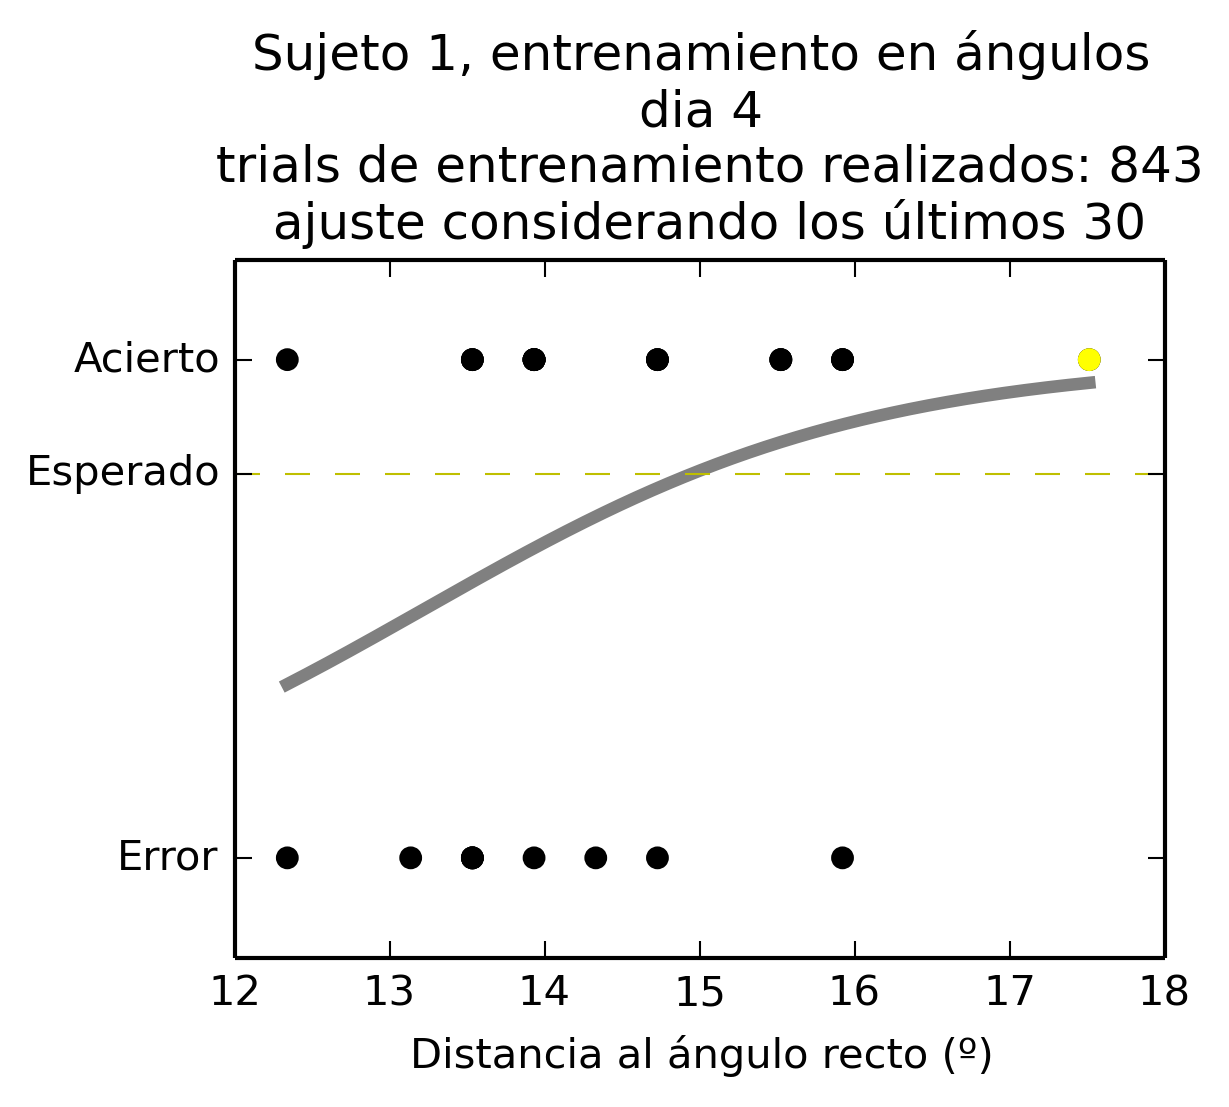 Sujeto 1, entrenamiento en ángulos
dia 4
trials de entrenamiento realizados: 843
ajuste considerando los últimos 30
Acierto
Esperado
Error
12 13 14 15 16 17 18
Distancia al ángulo recto (º)